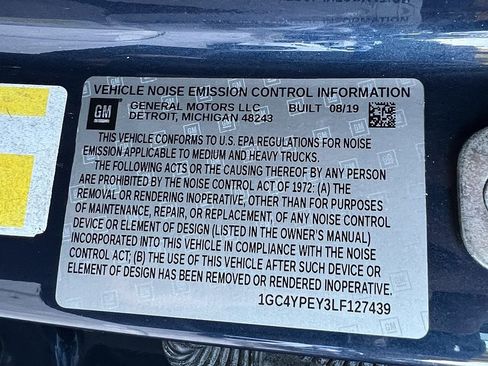 VEHICLE NOISE EMISSION CONTROL INFORMATION
GM
GENERAL MOTORS LLC BUILT 08/19
DETROIT, MICHIGAN 48243
THIS VEHICLE CONFORMS TO U.S. EPA REGULATIONS FOR NOISE
EMISSION APPLICABLE TO MEDIUM AND HEAVY TRUCKS.
THE FOLLOWING ACTS OR THE CAUSING THEREOF BY ANY PERSON
ARE PROHIBITED BY THE NOISE CONTROL ACT OF 1972: (A) THE
REMOVAL OR RENDERING INOPERATIVE, OTHER THAN FOR PURPOSES
OF MAINTENANCE, REPAIR, OR REPLACEMENT, OF ANY NOISE CONTROL
DEVICE OR ELEMENT OF DESIGN (LISTED IN THE OWNER'S MANUAL)
INCORPORATED INTO THIS VEHICLE IN COMPLIANCE WITH THE NOISE
CONTROL ACT; (B) THE USE OF THIS VEHICLE AFTER SUCH DEVICE OR
ELEMENT OF DESIGN HAS BEEN REMOVED OR RENDERED INOPERATIVE.
1GC4YPEY3LF127439